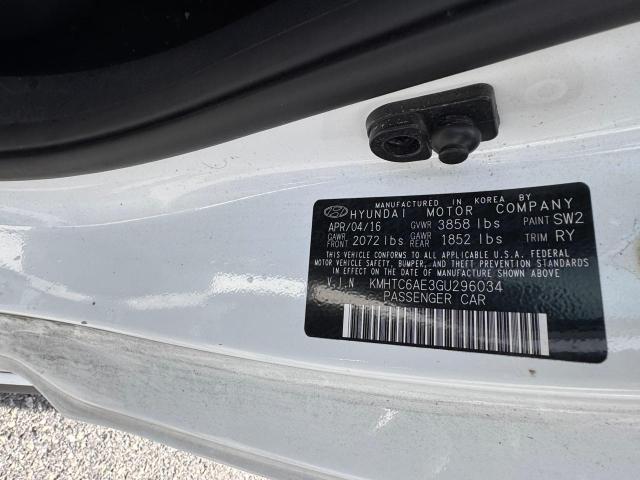 MANUFACTURED IN KOREA BY
HYUNDAI MOTOR COMPANY
APR/04/16 GVWR 3858 lbs PAINT SW2
GAWR FRONT 2072 lbs GAWR REAR 1852 lbs TRIM RY
THIS VEHICLE CONFORMS TO ALL APPLICABLE U.S.A. FEDERAL
MOTOR VEHICLE SAFETY, BUMPER, AND THEFT PREVENTION STANDARDS
IN EFFECT ON THE DATE OF MANUFACTURE SHOWN ABOVE.
V.I.N KMHTC6AE3GU296034
PASSENGER CAR